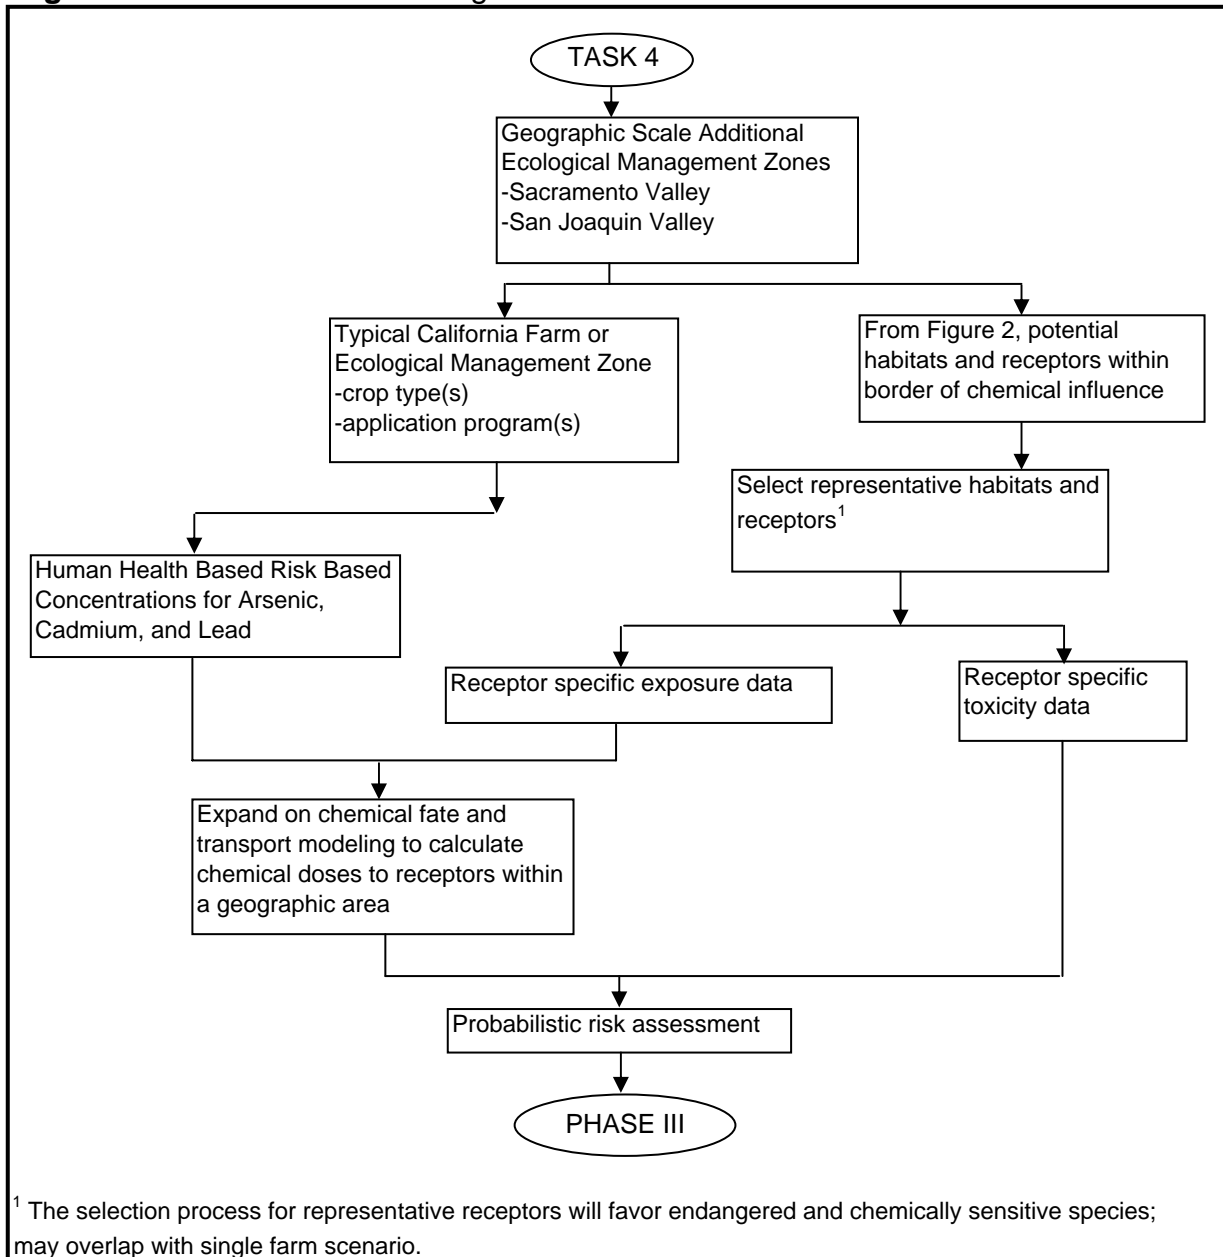 TASK 4
Geographic Scale Additional
Ecological Management Zones
-Sacramento Valley
-San Joaquin Valley
Typical California Farm or
Ecological Management Zone
-crop type(s)
-application program(s)
From Figure 2, potential
habitats and receptors within
border of chemical influence
Select representative habitats and
receptors¹
Human Health Based Risk Based
Concentrations for Arsenic,
Cadmium, and Lead
Receptor specific exposure data
Receptor specific
toxicity data
Expand on chemical fate and
transport modeling to calculate
chemical doses to receptors within
a geographic area
Probabilistic risk assessment
PHASE III
¹ The selection process for representative receptors will favor endangered and chemically sensitive species;
may overlap with single farm scenario.